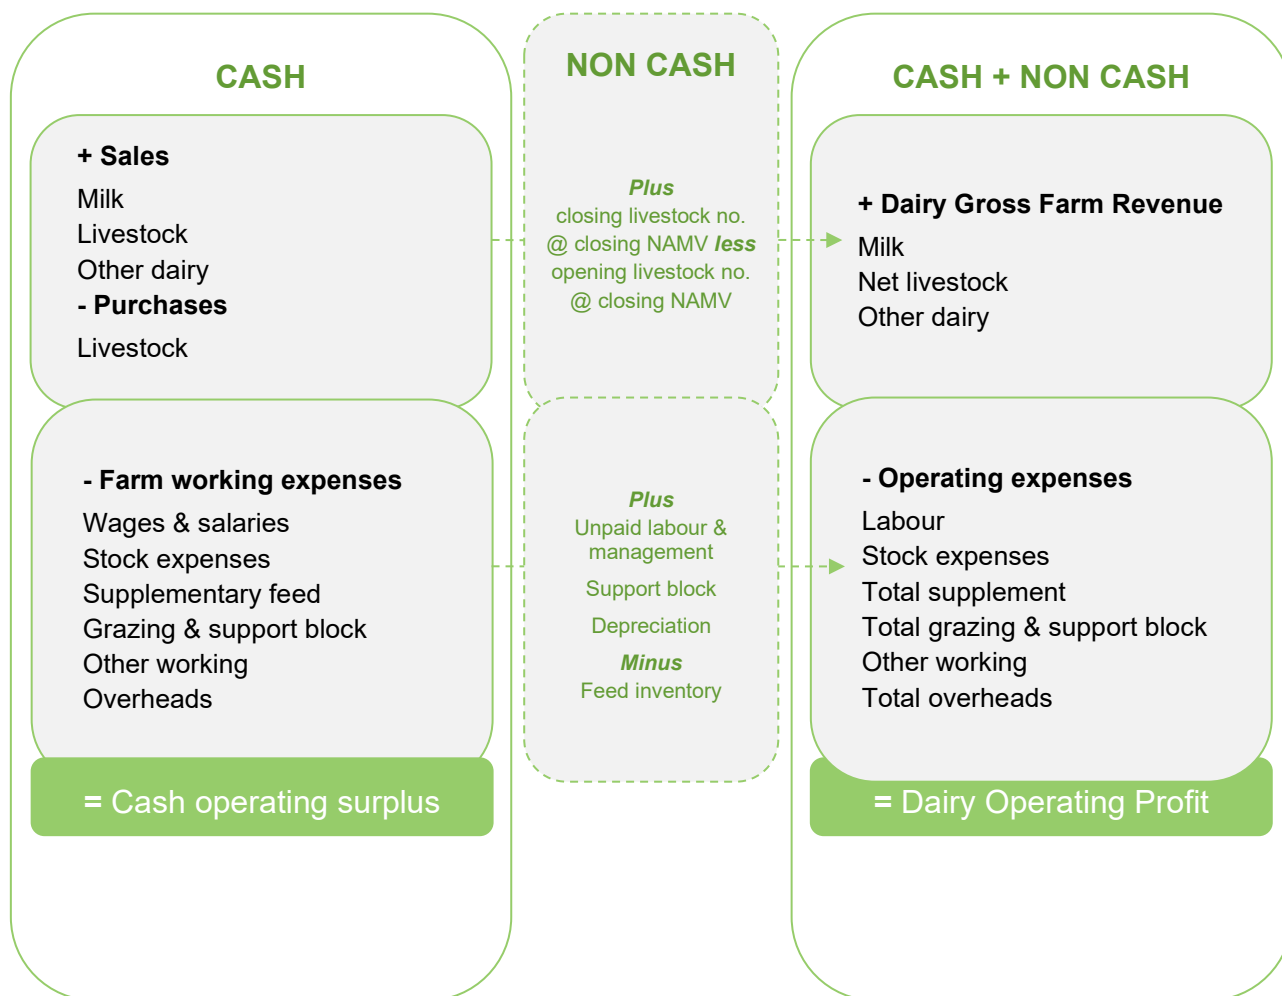 CASH
+ Sales
Milk
Livestock
Other dairy
- Purchases
Livestock
- Farm working expenses
Wages & salaries
Stock expenses
Supplementary feed
Grazing & support block
Other working
Overheads
= Cash operating surplus
NON CASH
Plus
closing livestock no.
@ closing NAMV less
opening livestock no.
@ closing NAMV
Plus
Unpaid labour &
management
Support block
Depreciation
Minus
Feed inventory
CASH + NON CASH
+ Dairy Gross Farm Revenue
Milk
Net livestock
Other dairy
- Operating expenses
Labour
Stock expenses
Total supplement
Total grazing & support block
Other working
Total overheads
= Dairy Operating Profit